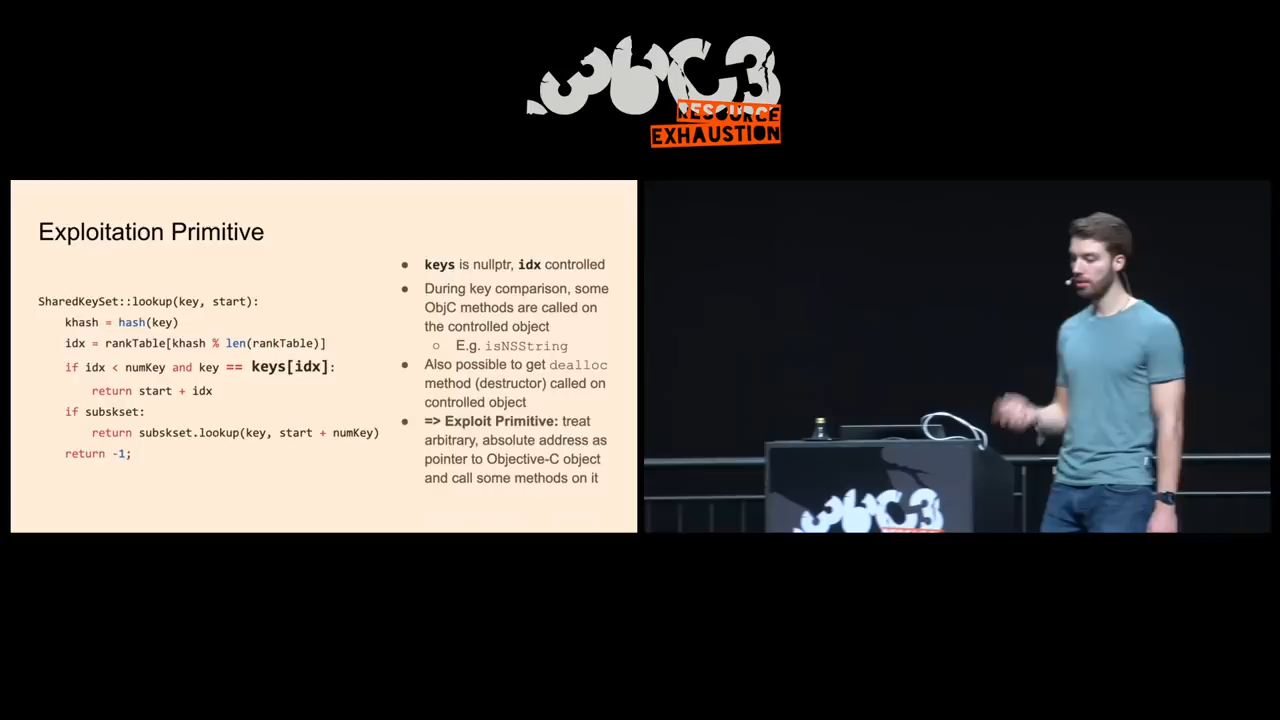 36C3
RESOURCE
EXHAUSTION
Exploitation Primitive
SharedKeySet::lookup(key, start):
khash = hash(key)
idx = rankTable[khash % len(rankTable)]
if idx < numKey and key == keys[idx]:
return start + idx
if subskset:
return subskset.lookup(key, start + numKey)
return -1;
● keys is nullptr, idx controlled
● During key comparison, some
ObjC methods are called on
the controlled object
○ E.g. isNSString
● Also possible to get dealloc
method (destructor) called on
controlled object
● => Exploit Primitive: treat
arbitrary, absolute address as
pointer to Objective-C object
and call some methods on it
36C3